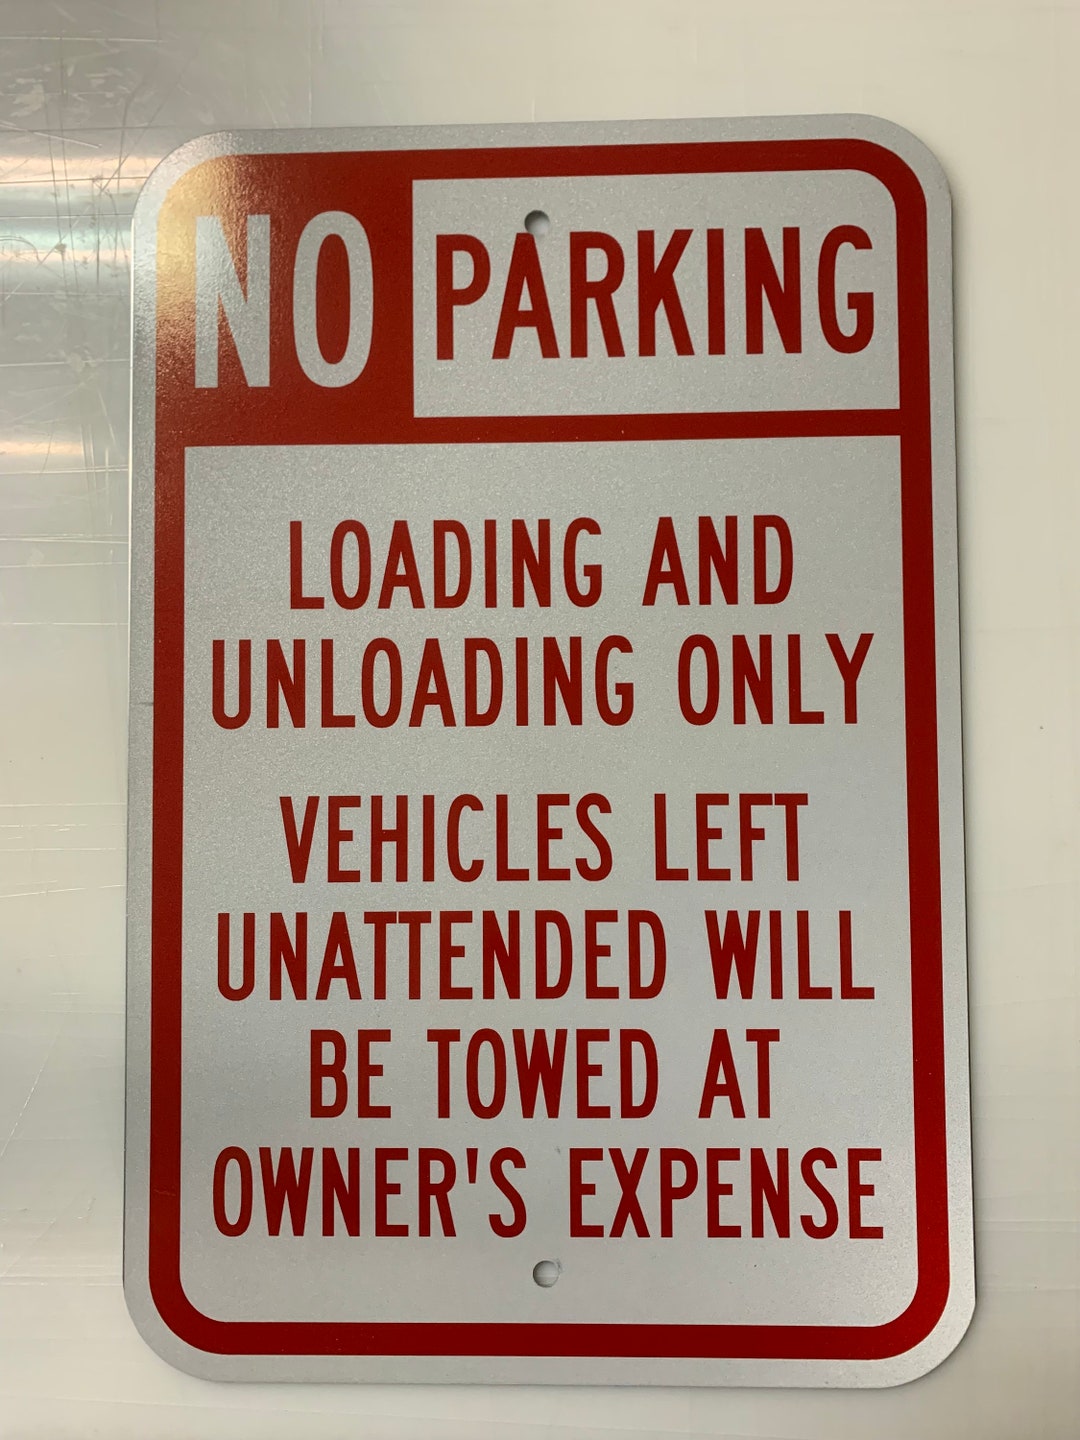 NO PARKING
LOADING AND
UNLOADING ONLY
VEHICLES LEFT
UNATTENDED WILL
BE TOWED AT
OWNER'S EXPENSE